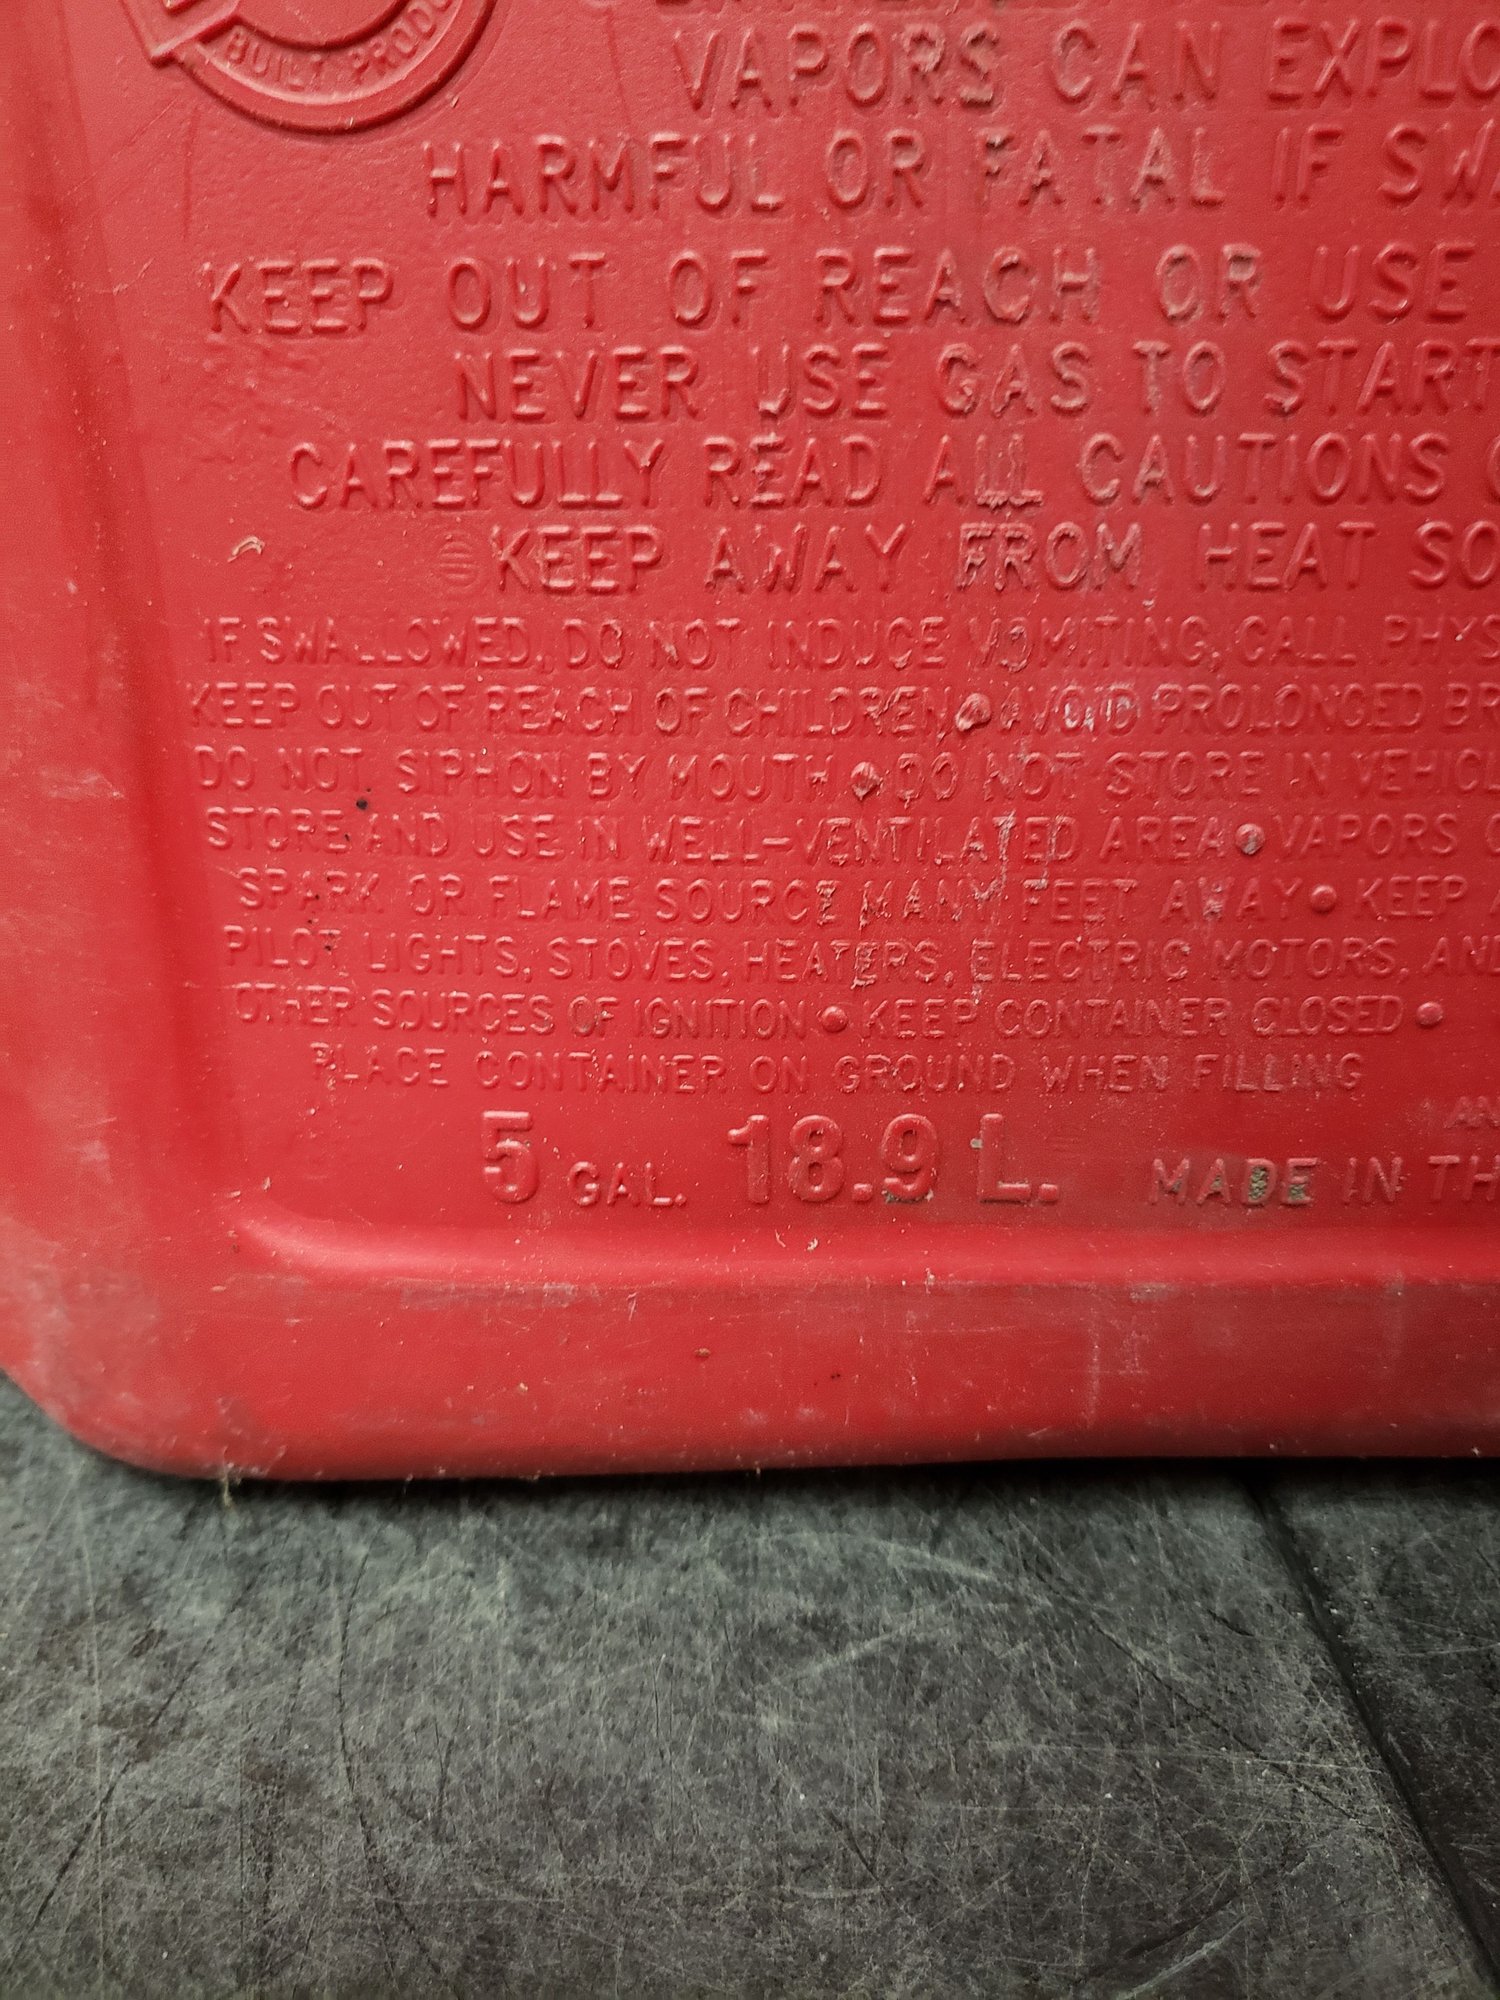 BUILT PRODU
VAPORS CAN EXPLO
HARMFUL OR FATAL IF SWA
KEEP OUT OF REACH OR USE
NEVER USE GAS TO START
CAREFULLY READ ALL CAUTIONS
KEEP AWAY FROM HEAT SO
IF SWALLOWED, DO NOT INDUCE VOMITING, CALL PHYS
KEEP OUT OF REACH OF CHILDREN • AVOID PROLONGED BR
DO NOT SIPHON BY MOUTH • DO NOT STORE IN VEHICL
STORE AND USE IN WELL-VENTILATED AREA • VAPORS
SPARK OR FLAME SOURCE MANY FEET AWAY • KEEP
PILOT LIGHTS, STOVES, HEATERS, ELECTRIC MOTORS, AND
OTHER SOURCES OF IGNITION • KEEP CONTAINER CLOSED •
PLACE CONTAINER ON GROUND WHEN FILLING
5 GAL. 18.9 L. MADE IN TH